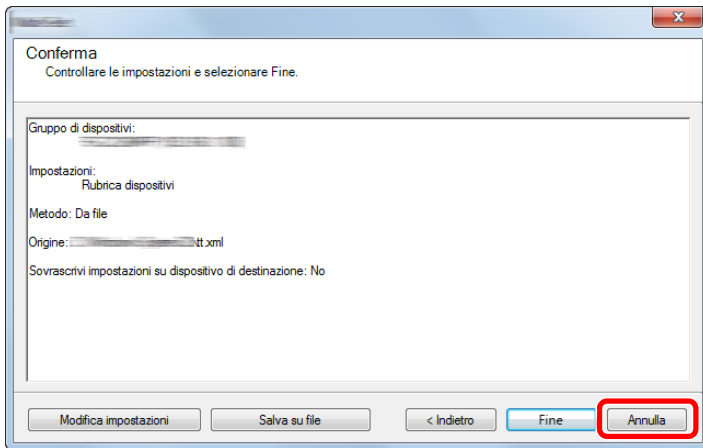 Conferma
Controllare le impostazioni e selezionare Fine.
Gruppo di dispositivi:
Impostazioni:
Rubrica dispositivi
Metodo: Da file
Origine: \tt.xml
Sovrascrivi impostazioni su dispositivo di destinazione: No
Modifica impostazioni Salva su file < Indietro Fine Annulla